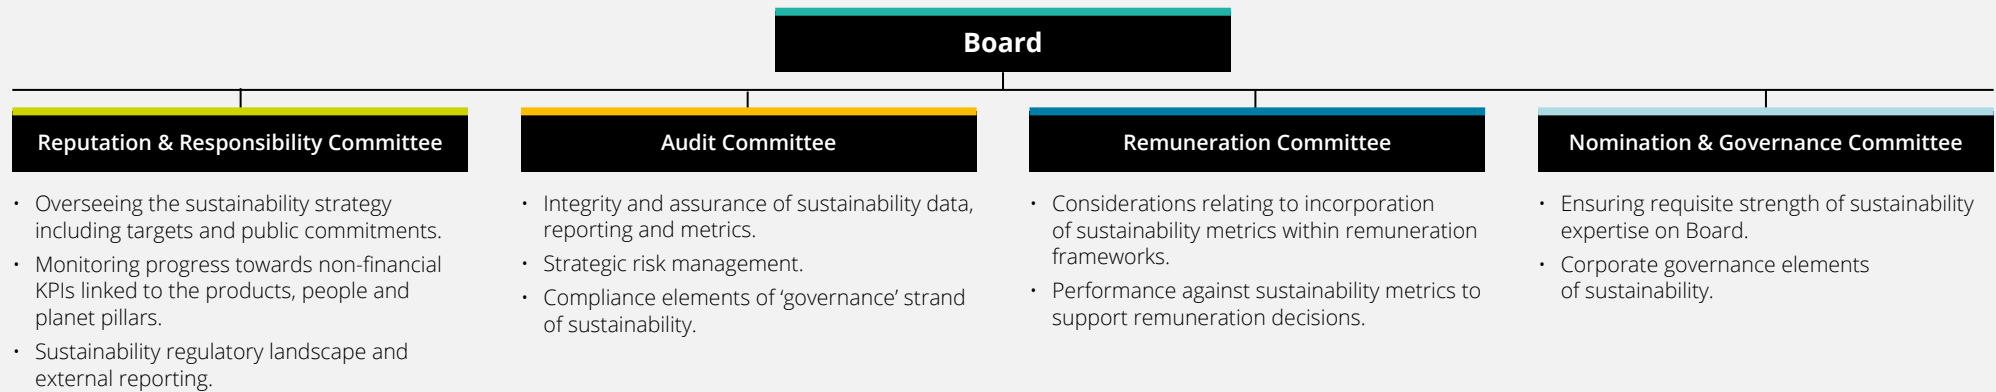 Board
Reputation & Responsibility Committee
• Overseeing the sustainability strategy
including targets and public commitments.
• Monitoring progress towards non-financial
KPIs linked to the products, people and
planet pillars.
• Sustainability regulatory landscape and
external reporting.
Audit Committee
• Integrity and assurance of sustainability data,
reporting and metrics.
• Strategic risk management.
• Compliance elements of ‘governance’ strand
of sustainability.
Remuneration Committee
• Considerations relating to incorporation
of sustainability metrics within remuneration
frameworks.
• Performance against sustainability metrics to
support remuneration decisions.
Nomination & Governance Committee
• Ensuring requisite strength of sustainability
expertise on Board.
• Corporate governance elements
of sustainability.